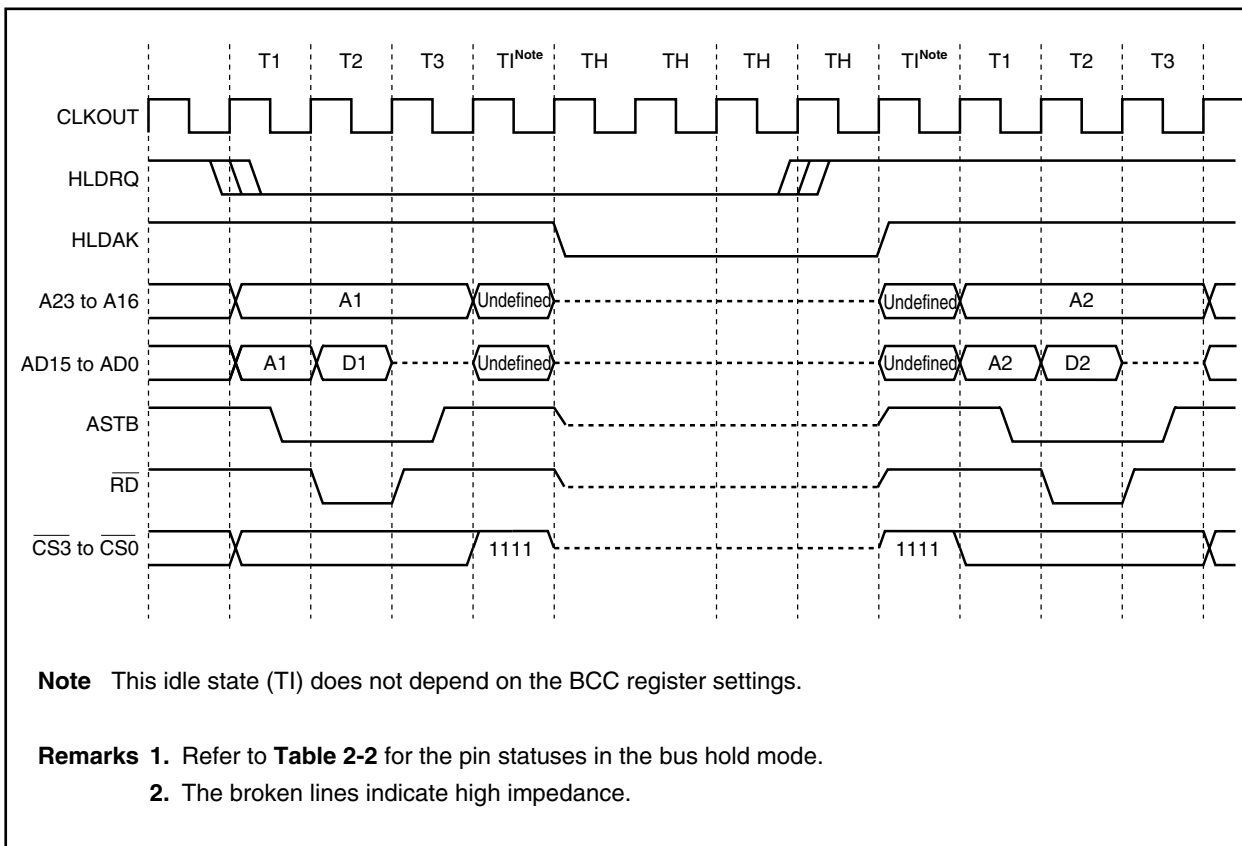 T1 T2 T3 TINote TH TH TH TH TINote T1 T2 T3
CLKOUT
HLDRQ
HLDAK
A23 to A16 A1 Undefined Undefined A2
AD15 to AD0 A1 D1 Undefined Undefined A2 D2
ASTB
RD
CS3 to CS0 1111 1111
Note This idle state (TI) does not depend on the BCC register settings.
Remarks 1. Refer to Table 2-2 for the pin statuses in the bus hold mode.
2. The broken lines indicate high impedance.